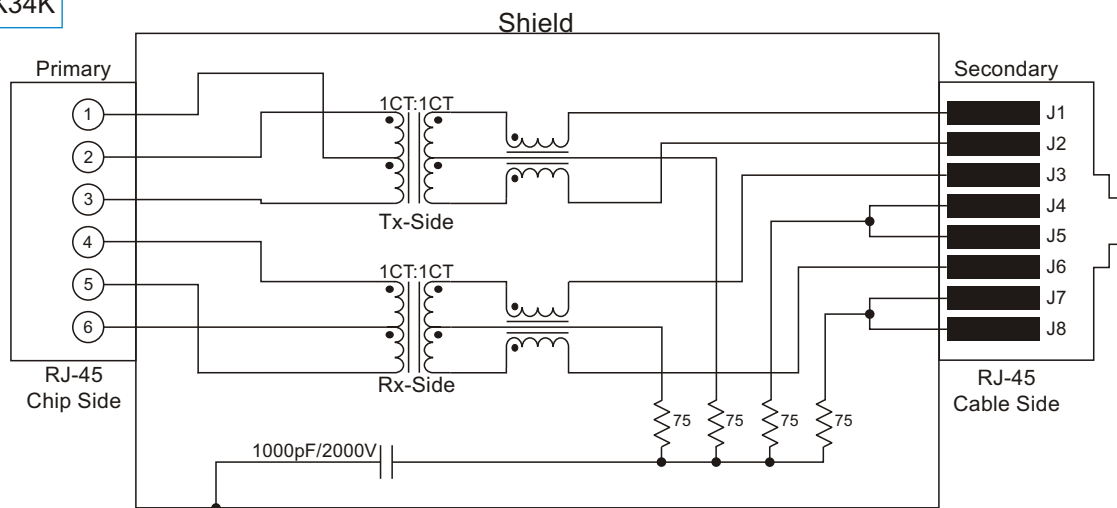 K34K
Shield
Primary
Secondary
1
2
3
4
5
6
1CT:1CT
Tx-Side
1CT:1CT
Rx-Side
J1
J2
J3
J4
J5
J6
J7
J8
RJ-45
Chip Side
RJ-45
Cable Side
75
75
75
75
1000pF/2000V